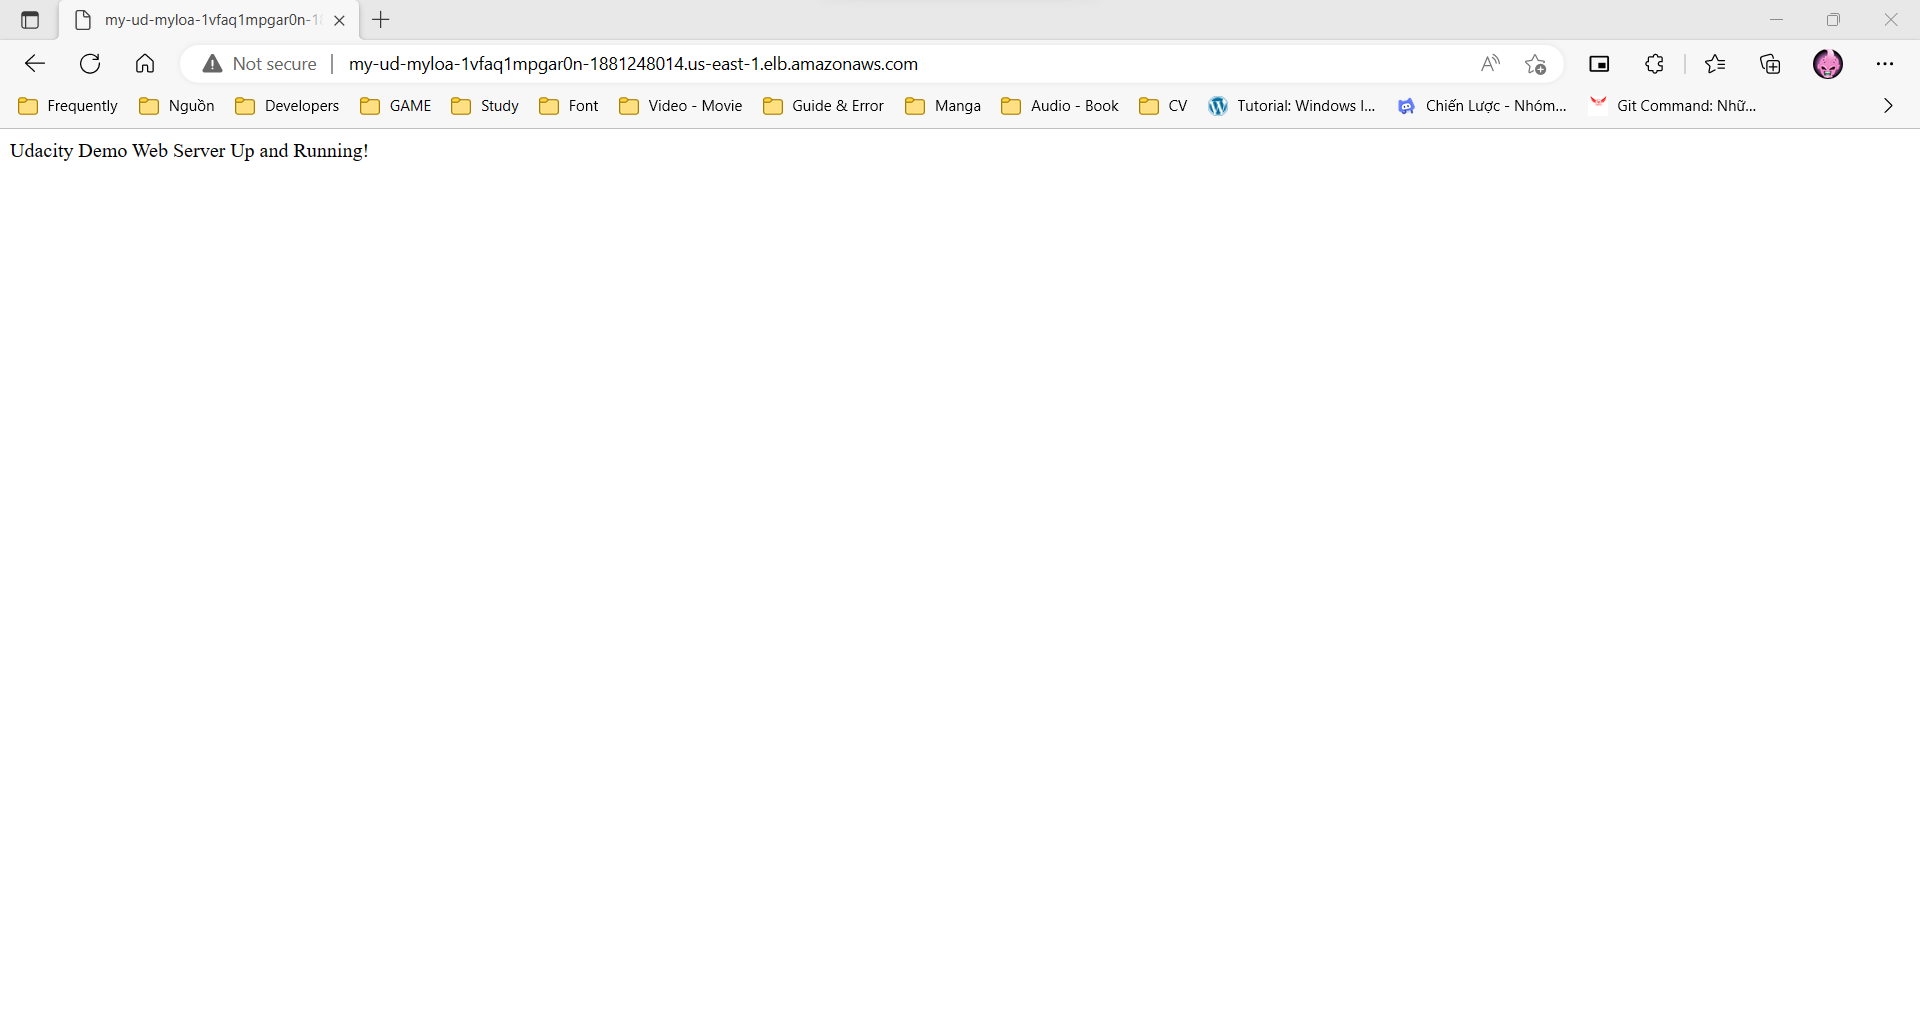 my-ud-myloa-1vfaq1mpgar0n-18
Not secure | my-ud-myloa-1vfaq1mpgar0n-1881248014.us-east-1.elb.amazonaws.com
Frequently Nguồn Developers GAME Study Font Video - Movie Guide & Error Manga Audio - Book CV Tutorial: Windows I... Chiến Lược - Nhóm... Git Command: Nhữ...
Udacity Demo Web Server Up and Running!